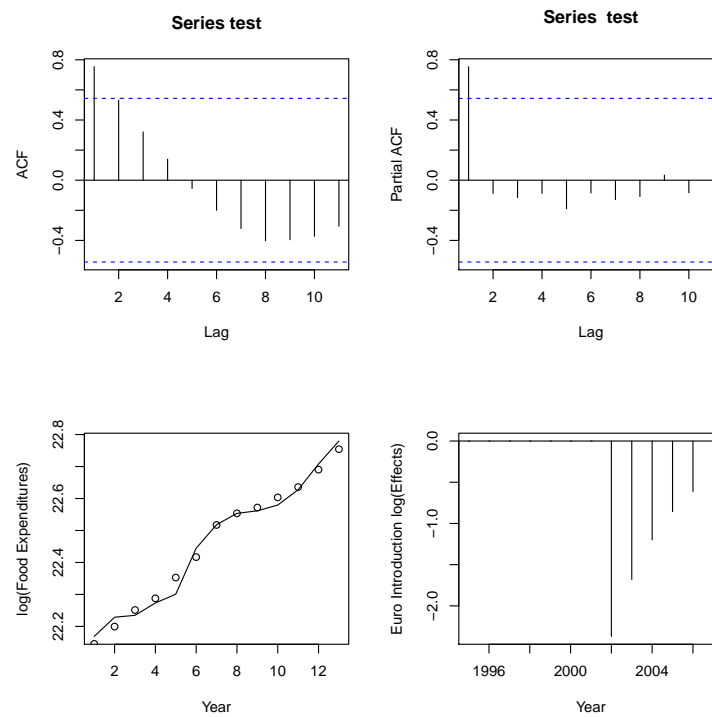 Series test
ACF
0.8
0.4
0.0
−0.4
2 4 6 8 10
Lag
Series test
Partial ACF
0.8
0.4
0.0
−0.4
2 4 6 8 10
Lag
log(Food Expenditures)
22.8
22.6
22.4
22.2
2 4 6 8 10 12
Year
Euro Introduction log(Effects)
0.0
−1.0
−2.0
1996 2000 2004
Year